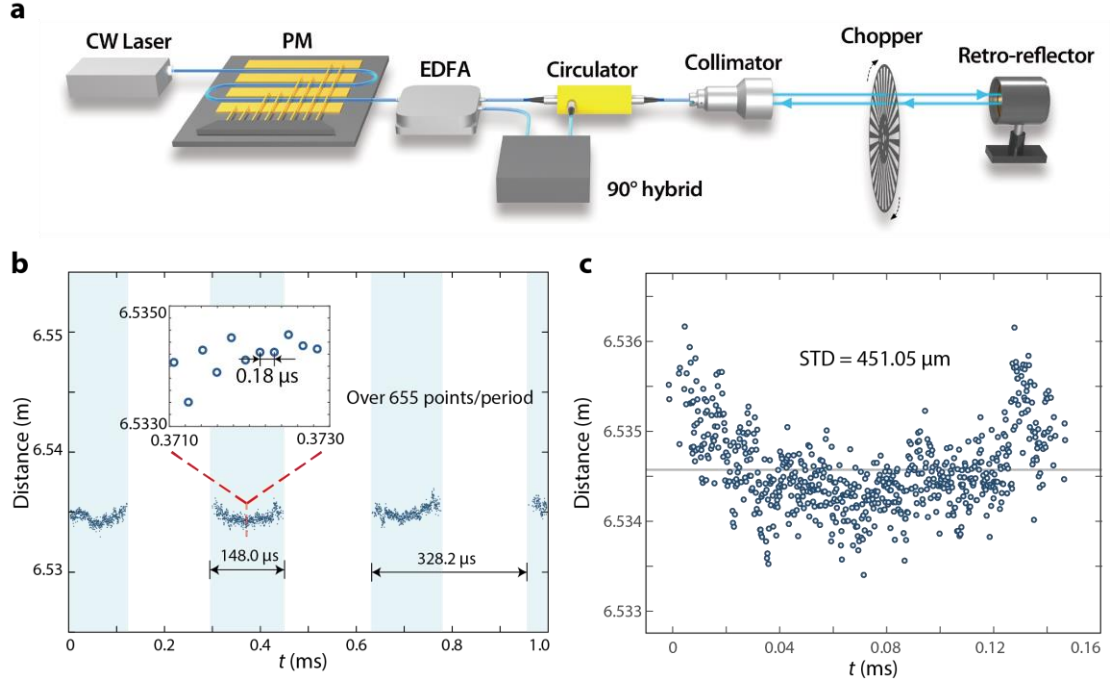 a
CW Laser
PM
EDFA
Circulator
Collimator
Chopper
Retro-reflector
90° hybrid
b
6.55
6.54
6.53
Distance (m)
6.5350
6.5330
0.3710
0.3730
0.18 μs
Over 655 points/period
148.0 μs
328.2 μs
0
0.2
0.4
0.6
0.8
1.0
t (ms)
c
6.536
6.535
6.534
6.533
Distance (m)
STD = 451.05 μm
0
0.04
0.08
0.12
0.16
t (ms)